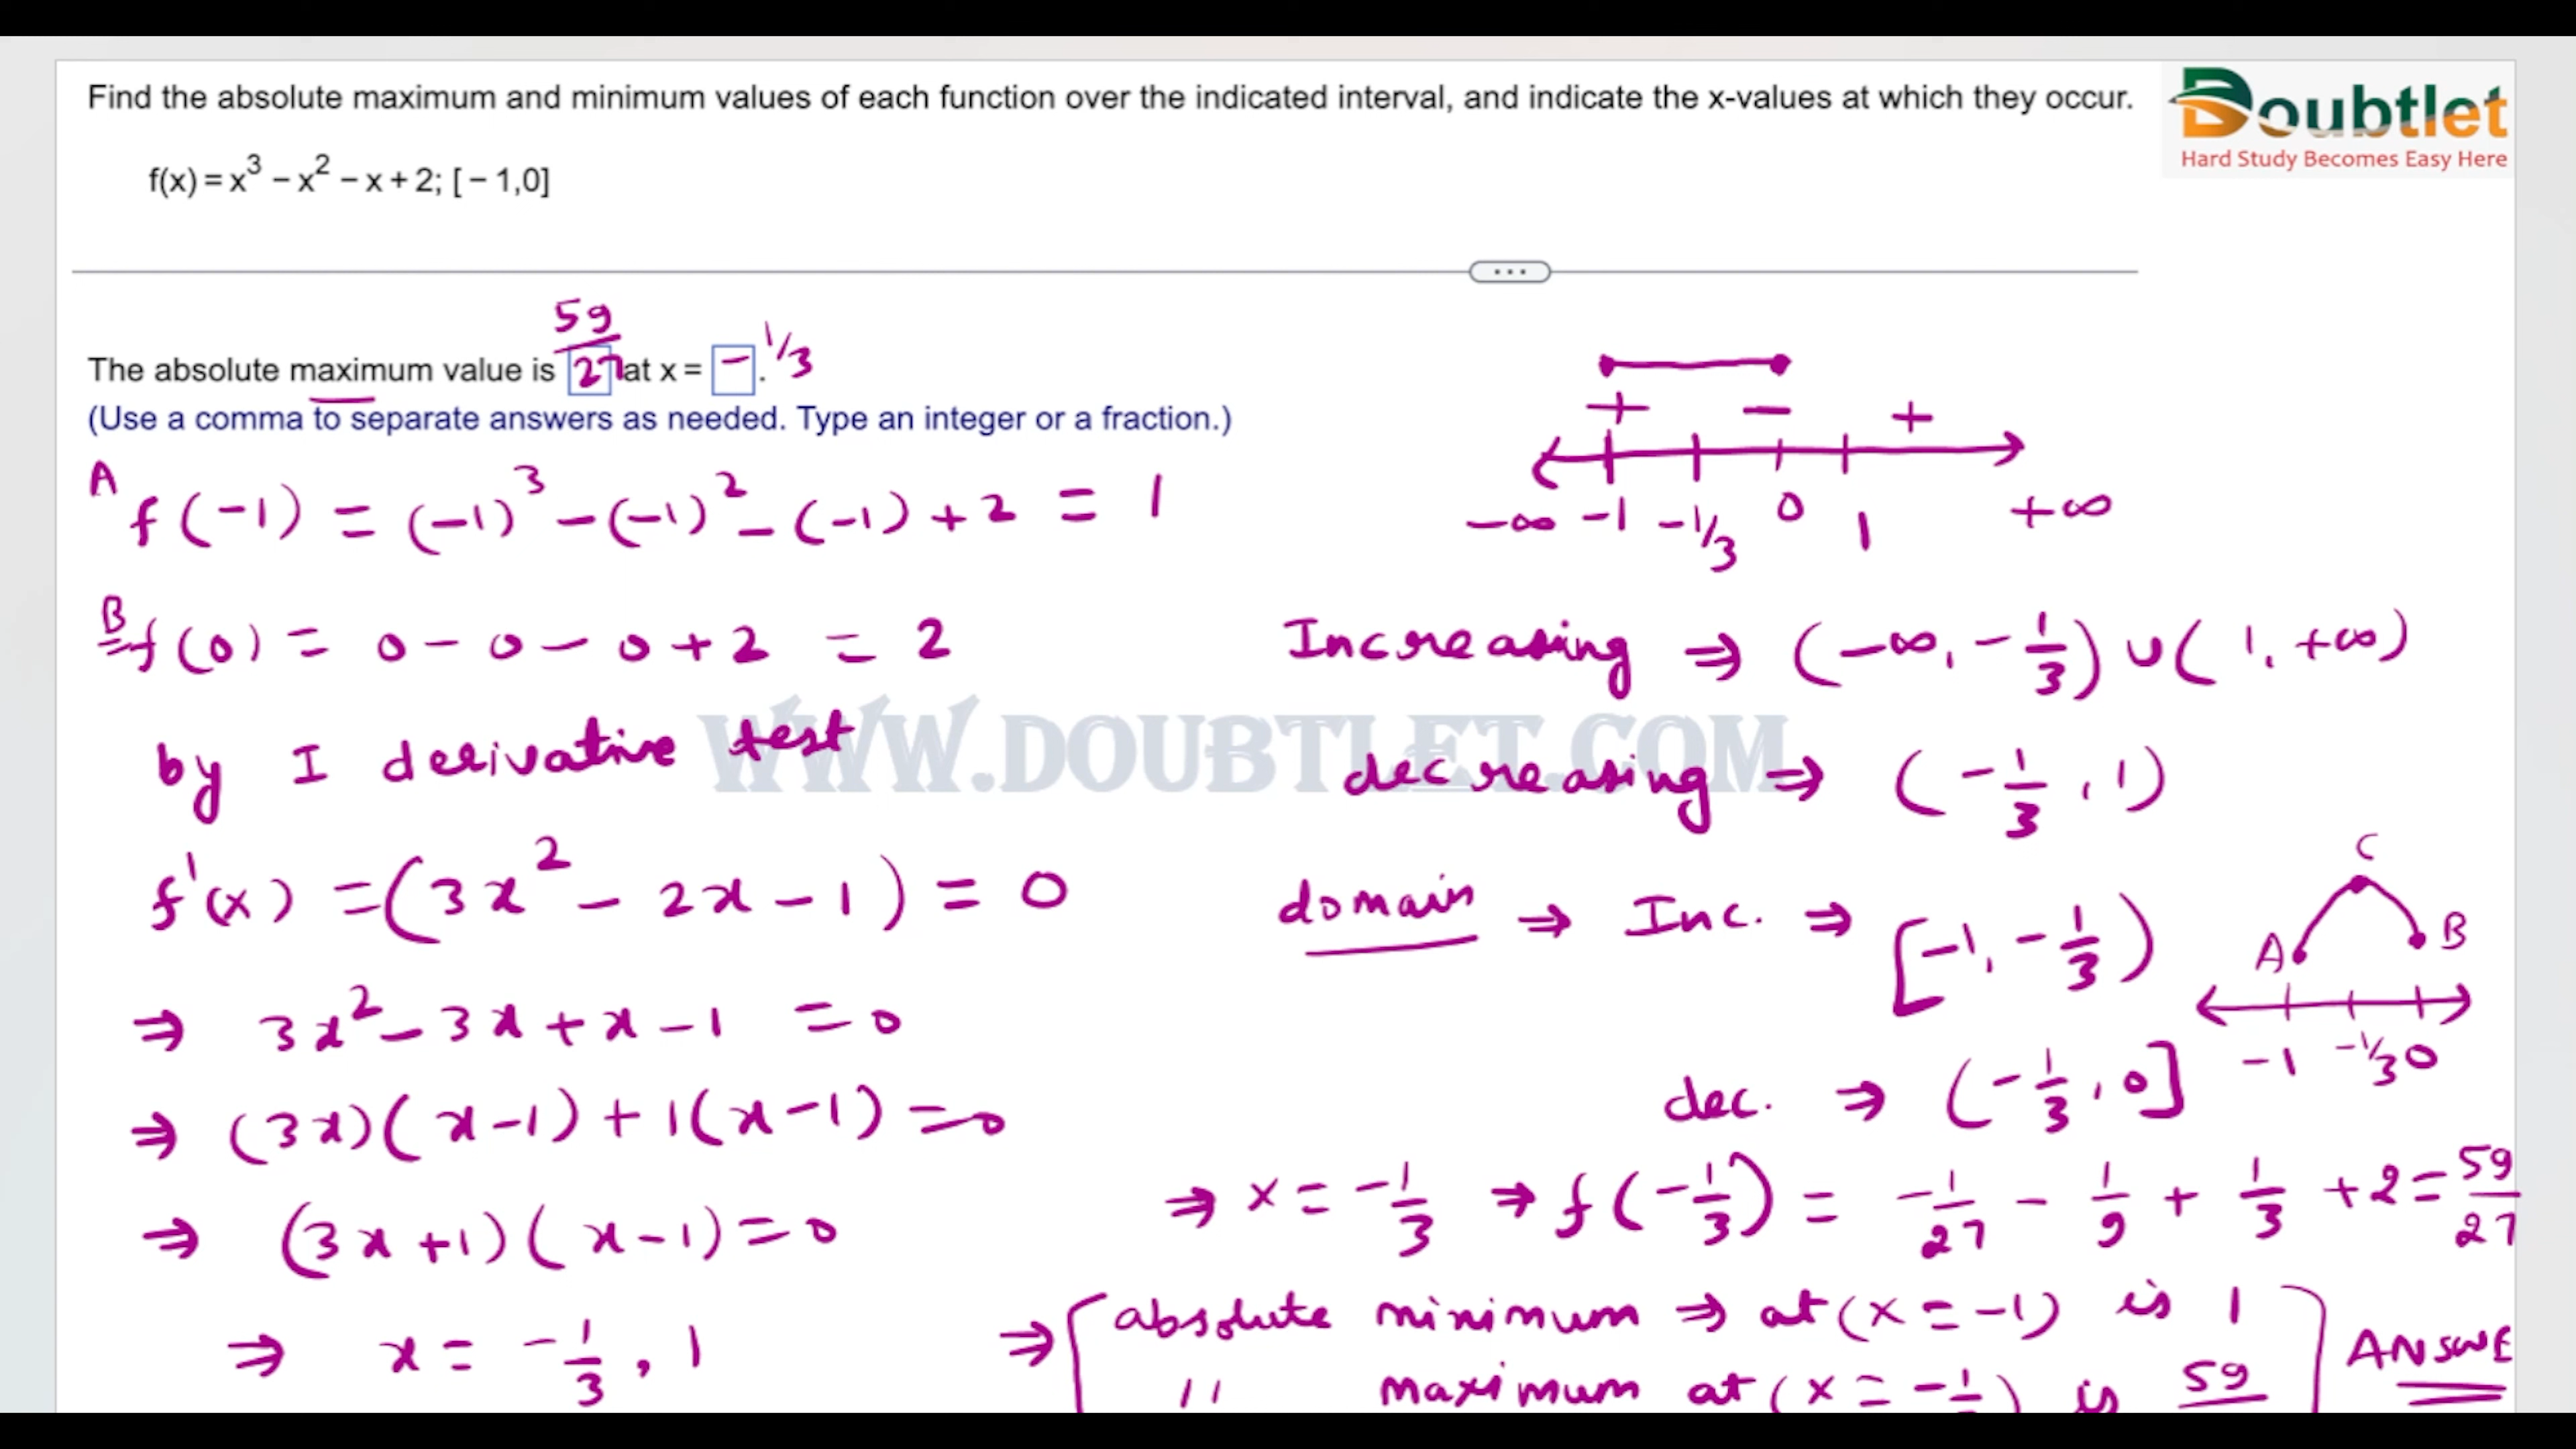 Find the absolute maximum and minimum values of each function over the indicated interval, and indicate the x-values at which they occur.
Doubtlet
Hard Study Becomes Easy Here
f(x) = x³ − x² − x + 2; [ − 1,0]
The absolute maximum value is 59/27 at x = − 1/3 .
(Use a comma to separate answers as needed. Type an integer or a fraction.)
A
f(-1) = (-1)³ - (-1)² - (-1) + 2 = 1
B
f(0) = 0 - 0 - 0 + 2 = 2
by I derivative test
f'(x) = (3x² - 2x - 1) = 0
⇒ 3x² - 3x + x - 1 = 0
⇒ (3x)(x-1) + 1(x-1) = 0
⇒ (3x+1)(x-1) = 0
⇒ x = -1/3, 1
WWW.DOUBTLET.COM
+ − +
-∞ -1 -1/3 0 1 +∞
Increasing ⇒ (-∞, -1/3) ∪ (1, +∞)
decreasing ⇒ (-1/3, 1)
domain ⇒ Inc. ⇒ [-1, -1/3)
C
A B
-1 -1/3 0
dec. ⇒ (-1/3, 0]
⇒ x = -1/3 ⇒ f(-1/3) = -1/27 - 1/9 + 1/3 + 2 = 59/27
⇒ [ absolute minimum ⇒ at (x = -1) is 1 ]
ANSWE
11 maximum at (x = -1/ ) is 59